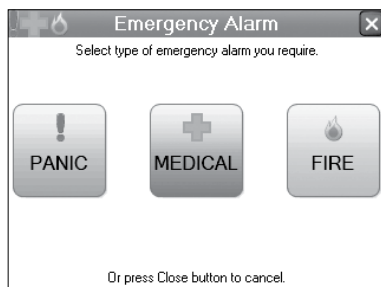 Emergency Alarm
Select type of emergency alarm you require.
PANIC MEDICAL FIRE
Or press Close button to cancel.